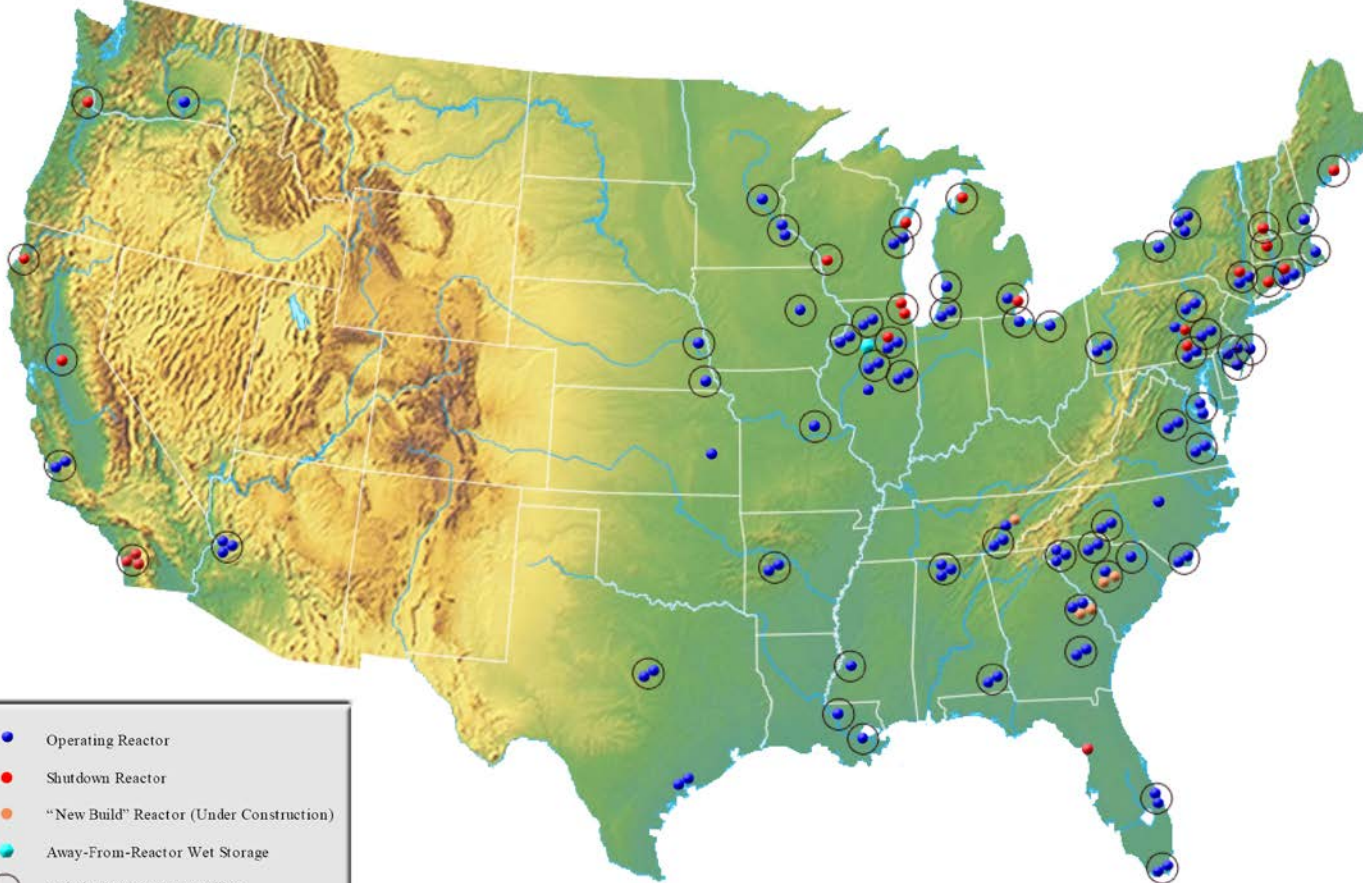 Operating Reactor
Shutdown Reactor
“New Build” Reactor (Under Construction)
Away-From-Reactor Wet Storage